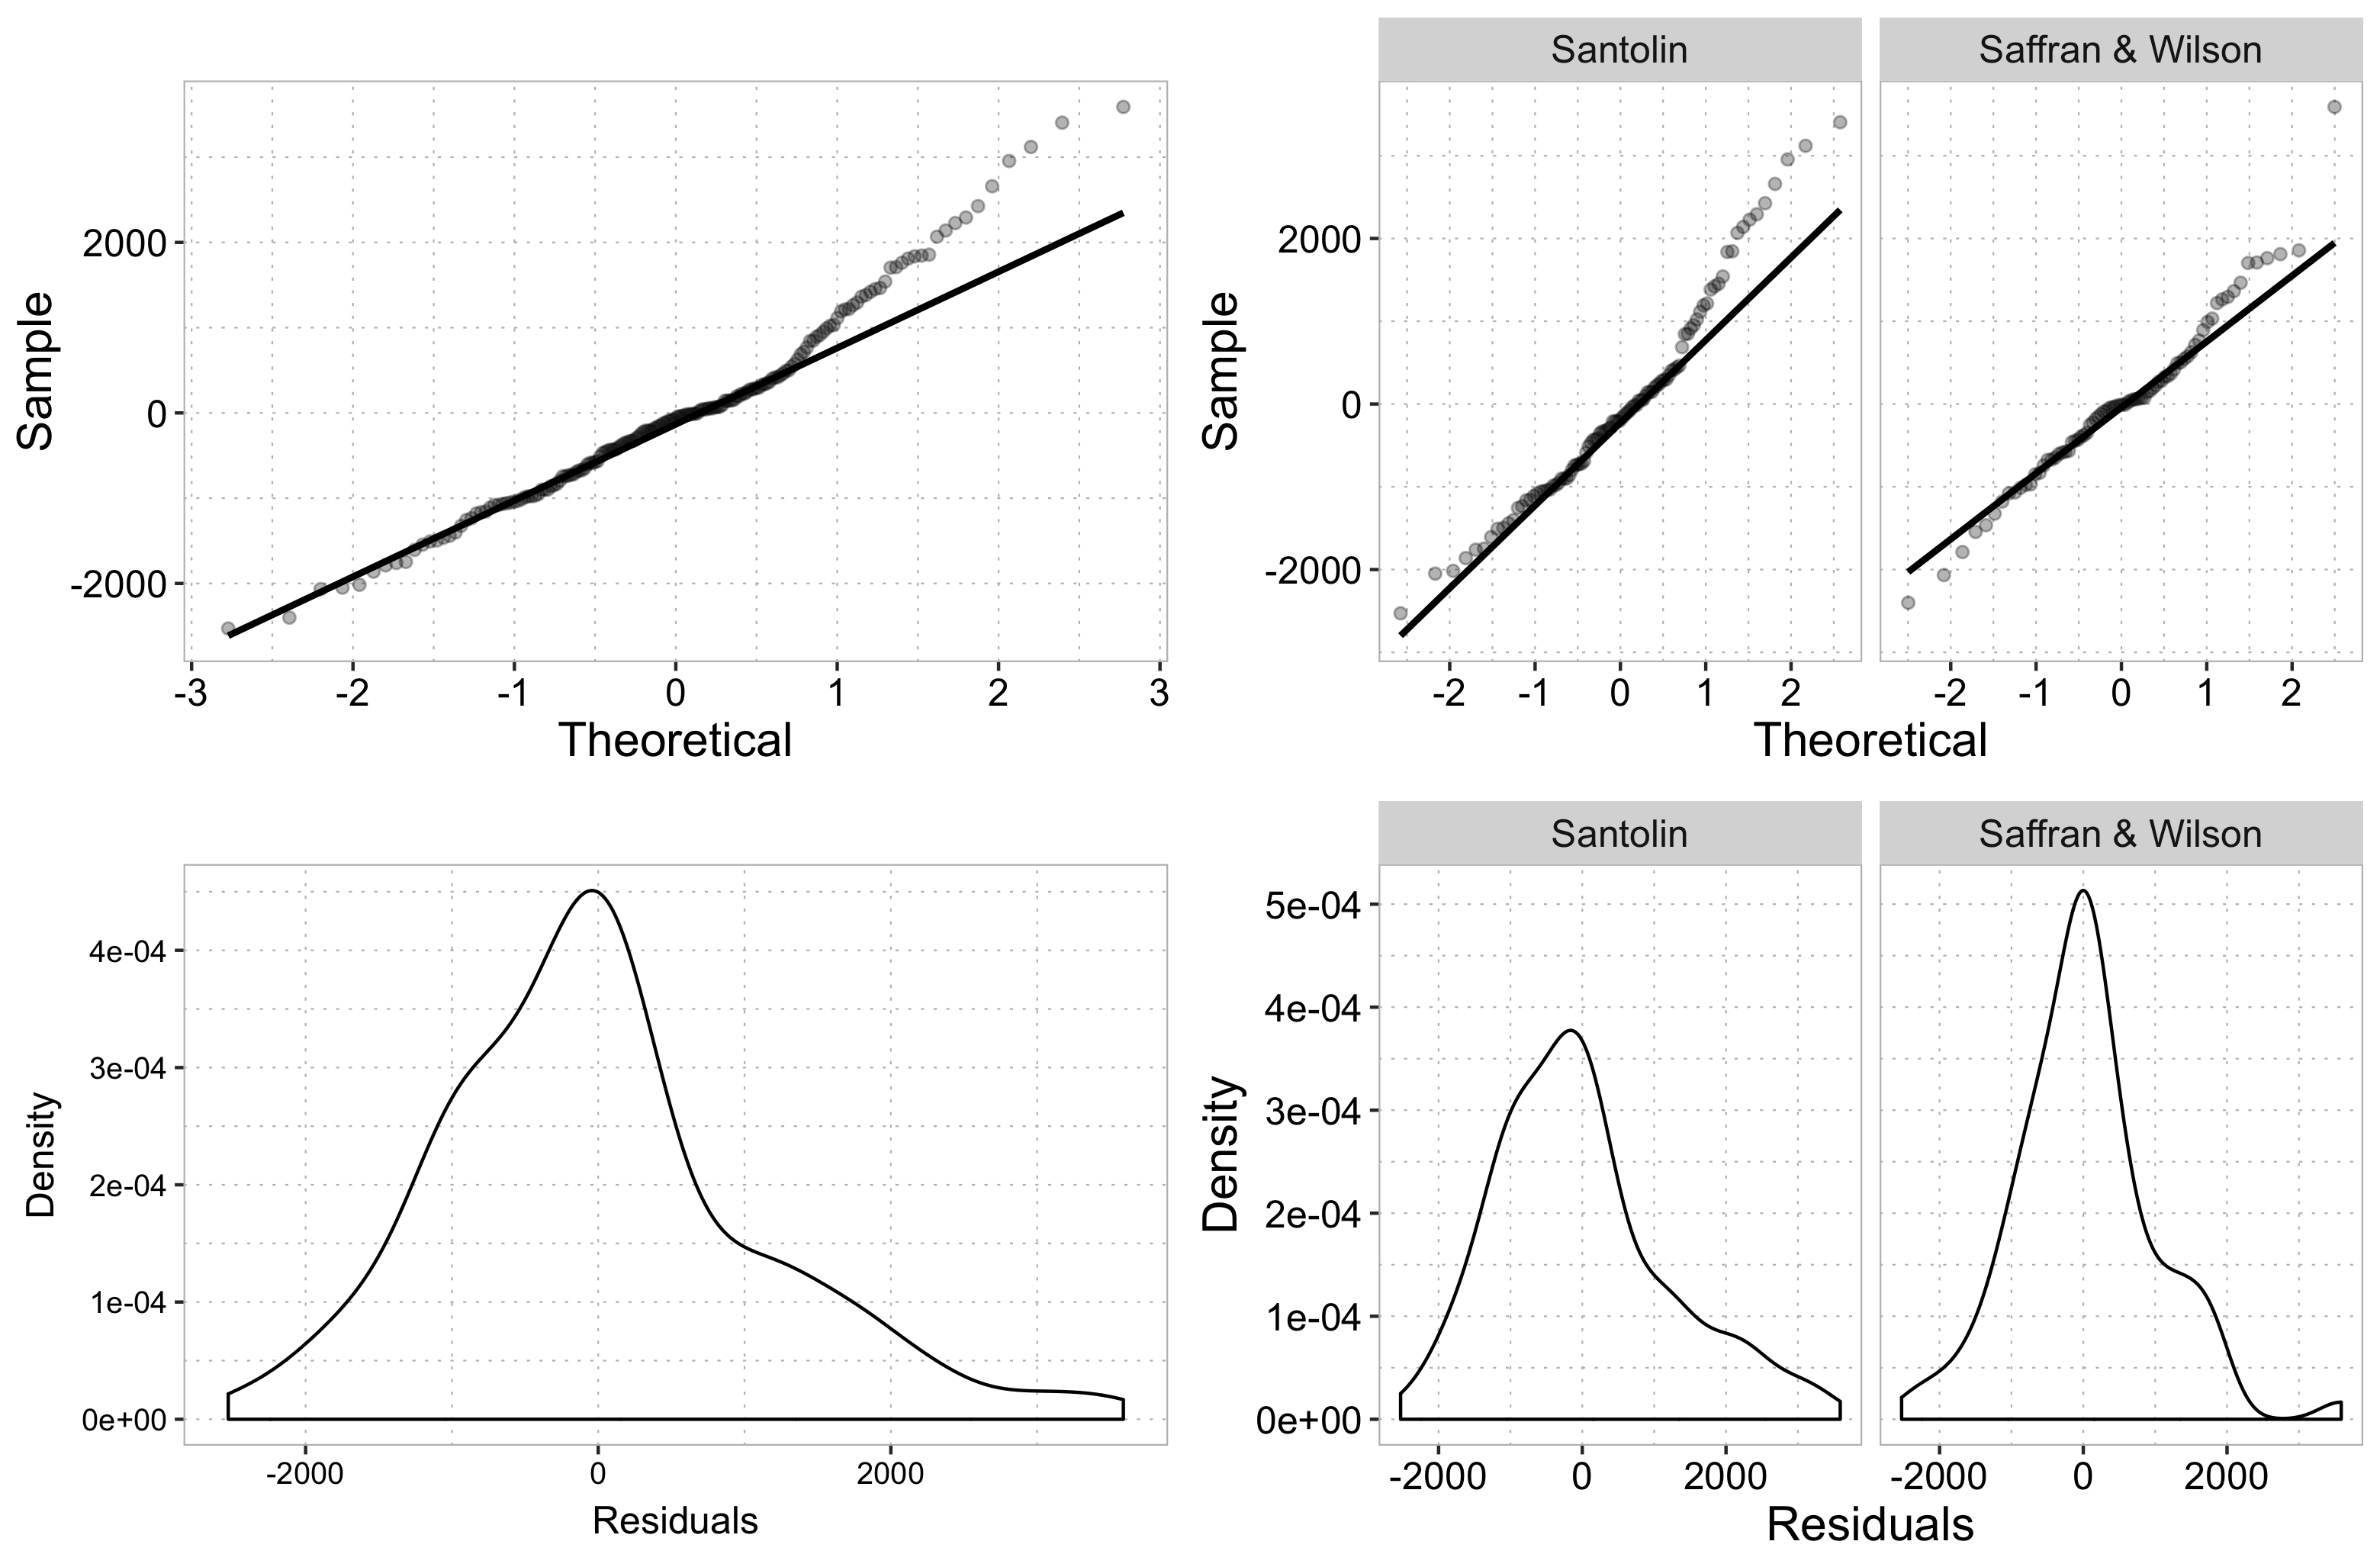 Santolin
Saffran & Wilson
Sample
2000
0
-2000
-3
-2
-1
0
1
2
3
Theoretical
Sample
2000
0
-2000
-2
-1
0
1
2
-2
-1
0
1
2
Theoretical
Santolin
Saffran & Wilson
Density
4e-04
3e-04
2e-04
1e-04
0e+00
-2000
0
2000
Residuals
Density
5e-04
4e-04
3e-04
2e-04
1e-04
0e+00
-2000
0
2000
-2000
0
2000
Residuals